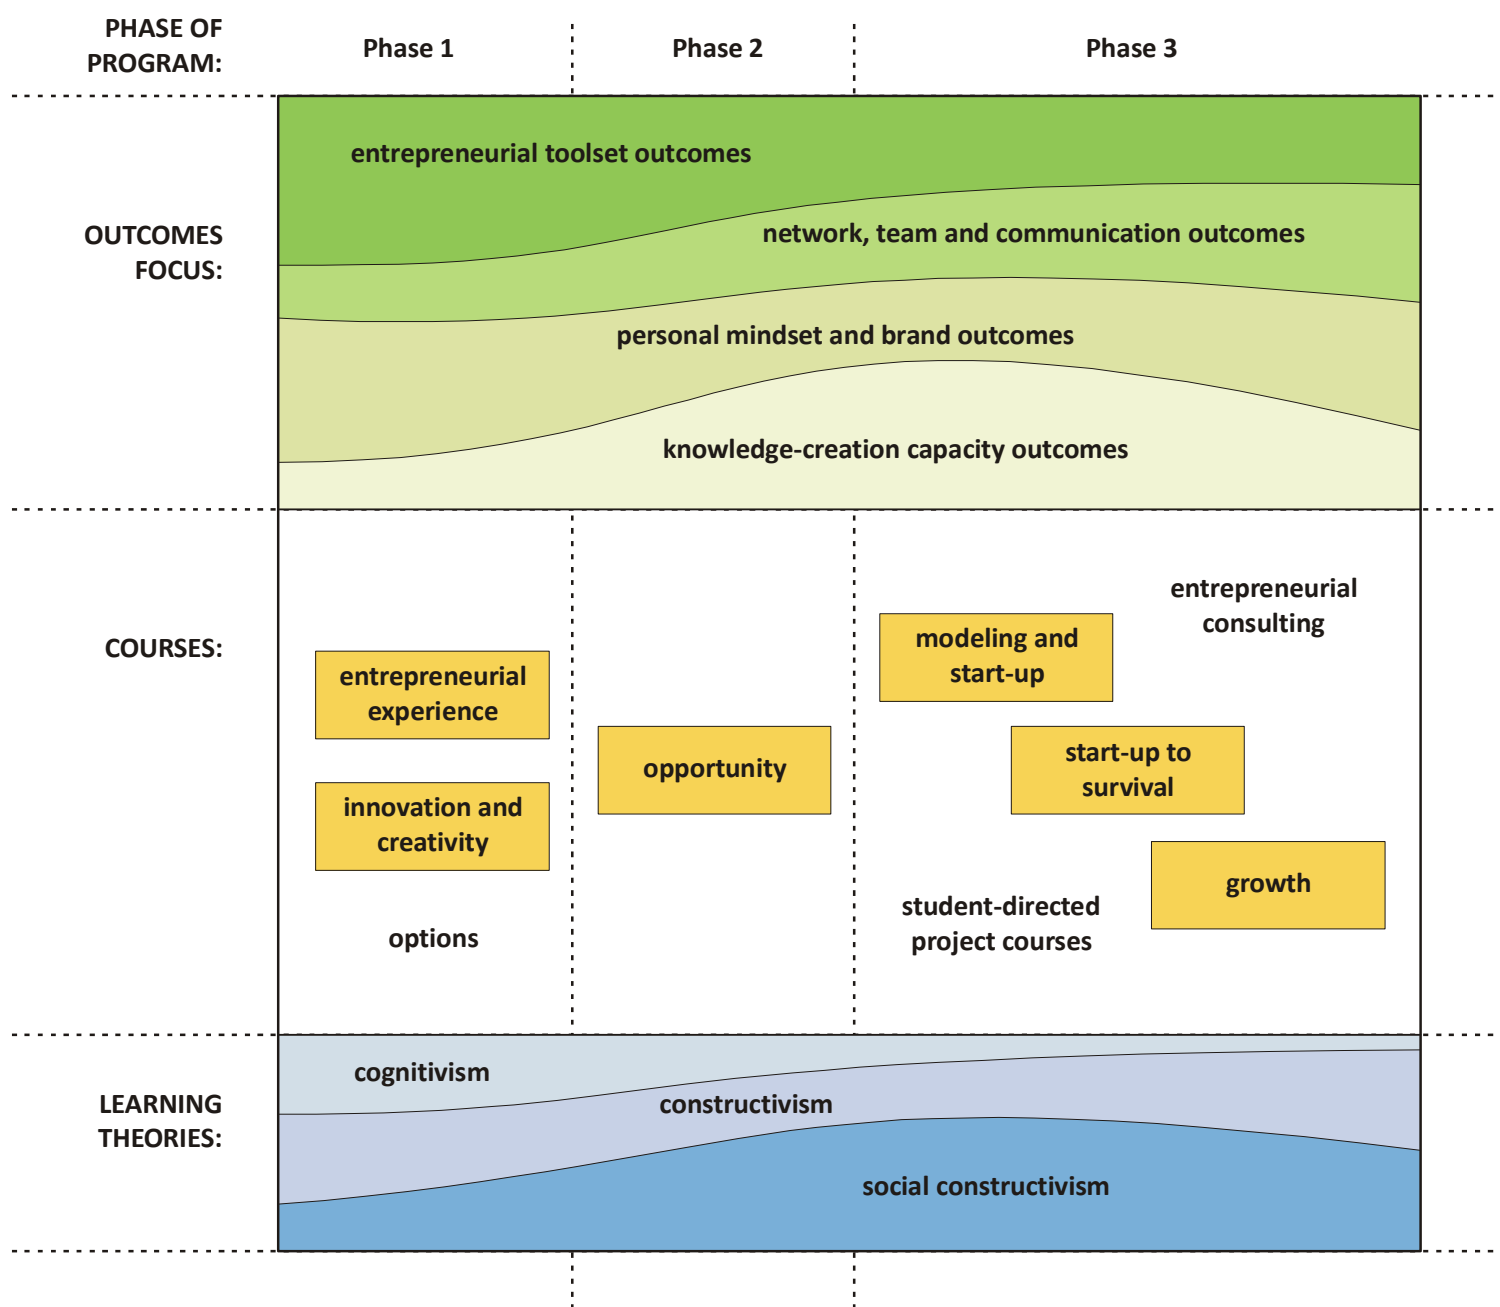 PHASE OF
PROGRAM:
Phase 1
Phase 2
Phase 3
OUTCOMES
FOCUS:
entrepreneurial toolset outcomes
network, team and communication outcomes
personal mindset and brand outcomes
knowledge-creation capacity outcomes
COURSES:
entrepreneurial
experience
innovation and
creativity
options
opportunity
entrepreneurial
consulting
modeling and
start-up
start-up to
survival
growth
student-directed
project courses
LEARNING
THEORIES:
cognitivism
constructivism
social constructivism